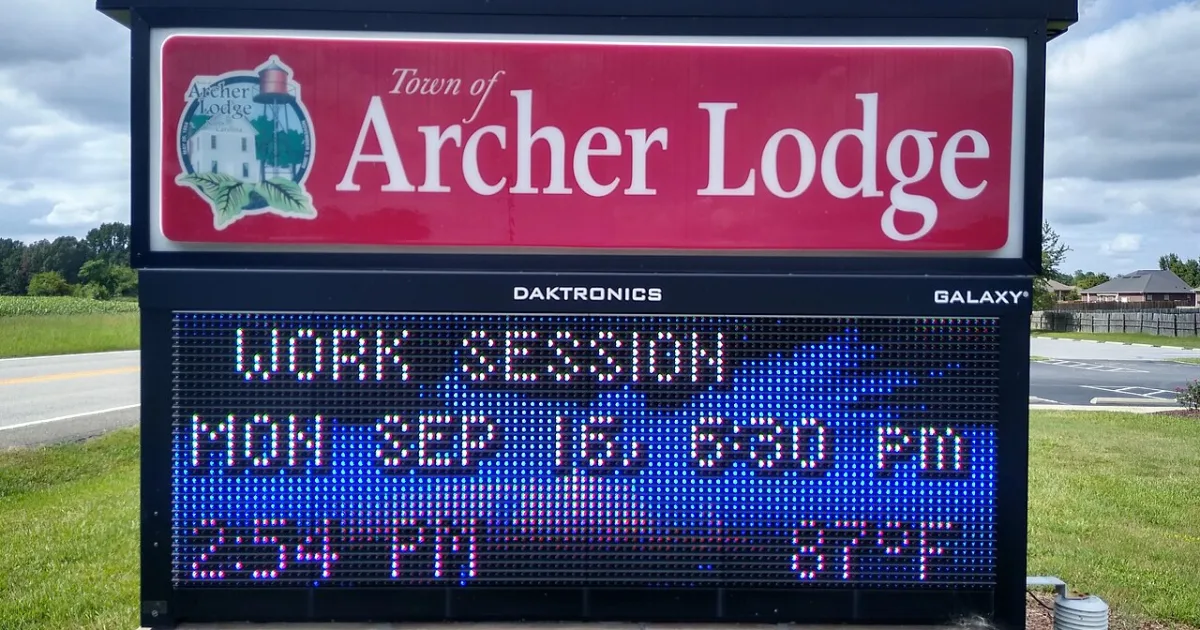 Town of
Archer Lodge
Archer
Lodge
DAKTRONICS
GALAXY®
WORK SESSION
MON SEP 16, 6:30 PM
2:54 PM 87°F